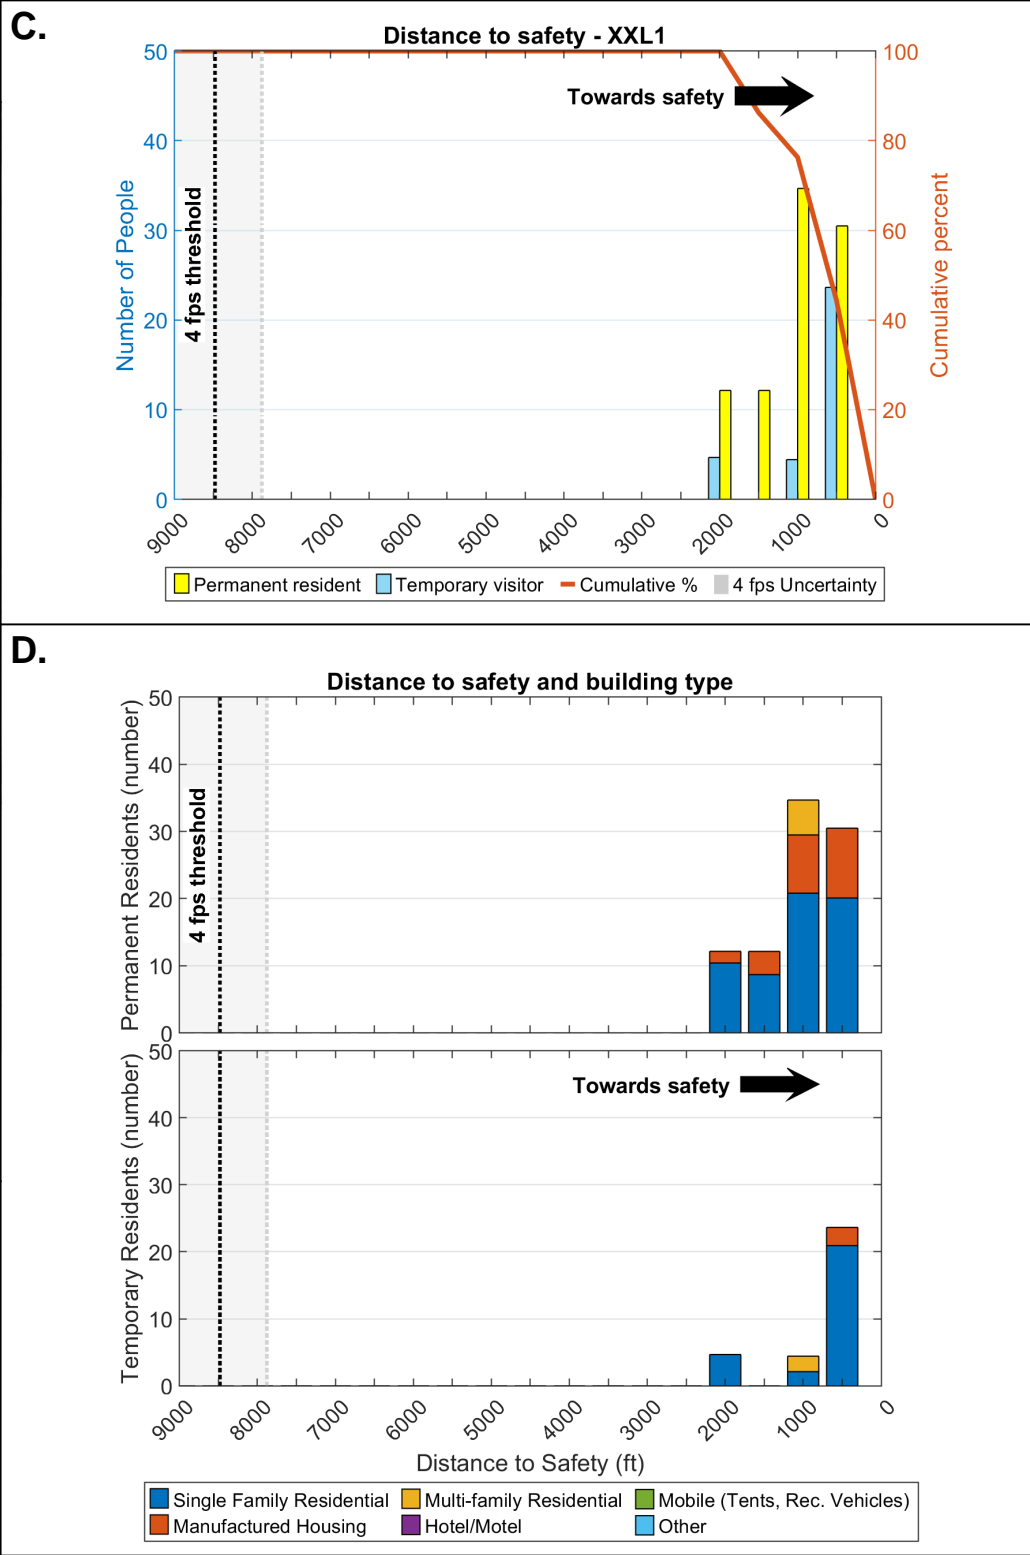 C.
Distance to safety - XXL1
50
40
30
20
10
0
Number of People
100
80
60
40
20
0
Cumulative percent
Towards safety
4 fps threshold
9000 8000 7000 6000 5000 4000 3000 2000 1000 0
Permanent resident Temporary visitor Cumulative % 4 fps Uncertainty
D.
Distance to safety and building type
50
40
30
20
10
0
Permanent Residents (number)
4 fps threshold
50
40
30
20
10
0
Temporary Residents (number)
Towards safety
9000 8000 7000 6000 5000 4000 3000 2000 1000 0
Distance to Safety (ft)
Single Family Residential Multi-family Residential Mobile (Tents, Rec. Vehicles)
Manufactured Housing Hotel/Motel Other